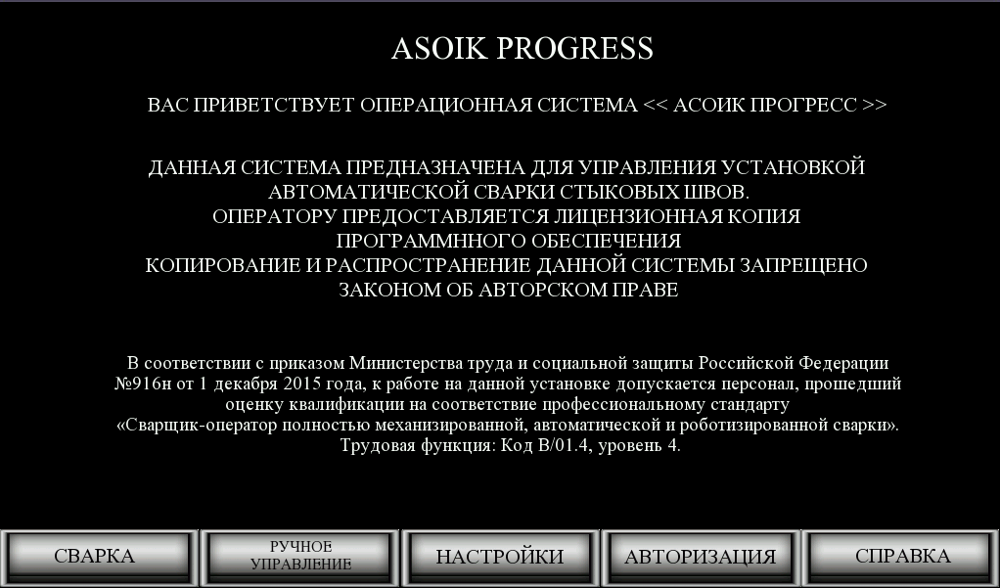 ASOIK PROGRESS
ВАС ПРИВЕТСТВУЕТ ОПЕРАЦИОННАЯ СИСТЕМА << АСОИК ПРОГРЕСС >>
ДАННАЯ СИСТЕМА ПРЕДНАЗНАЧЕНА ДЛЯ УПРАВЛЕНИЯ УСТАНОВКОЙ
АВТОМАТИЧЕСКОЙ СВАРКИ СТЫКОВЫХ ШВОВ.
ОПЕРАТОРУ ПРЕДОСТАВЛЯЕТСЯ ЛИЦЕНЗИОННАЯ КОПИЯ
ПРОГРАММННОГО ОБЕСПЕЧЕНИЯ
КОПИРОВАНИЕ И РАСПРОСТРАНЕНИЕ ДАННОЙ СИСТЕМЫ ЗАПРЕЩЕНО
ЗАКОНОМ ОБ АВТОРСКОМ ПРАВЕ
В соответствии с приказом Министерства труда и социальной защиты Российской Федерации
№916н от 1 декабря 2015 года, к работе на данной установке допускается персонал, прошедший
оценку квалификации на соответствие профессиональному стандарту
«Сварщик-оператор полностью механизированной, автоматической и роботизированной сварки».
Трудовая функция: Код В/01.4, уровень 4.
СВАРКА
РУЧНОЕ
УПРАВЛЕНИЕ
НАСТРОЙКИ
АВТОРИЗАЦИЯ
СПРАВКА